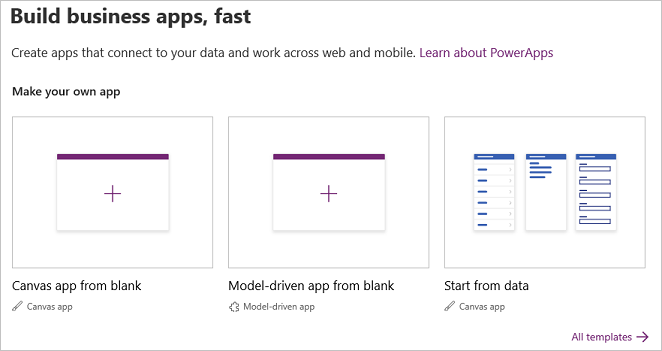 Build business apps, fast
Create apps that connect to your data and work across web and mobile. Learn about PowerApps
Make your own app
Canvas app from blank
Canvas app
Model-driven app from blank
Model-driven app
Start from data
Canvas app
All templates